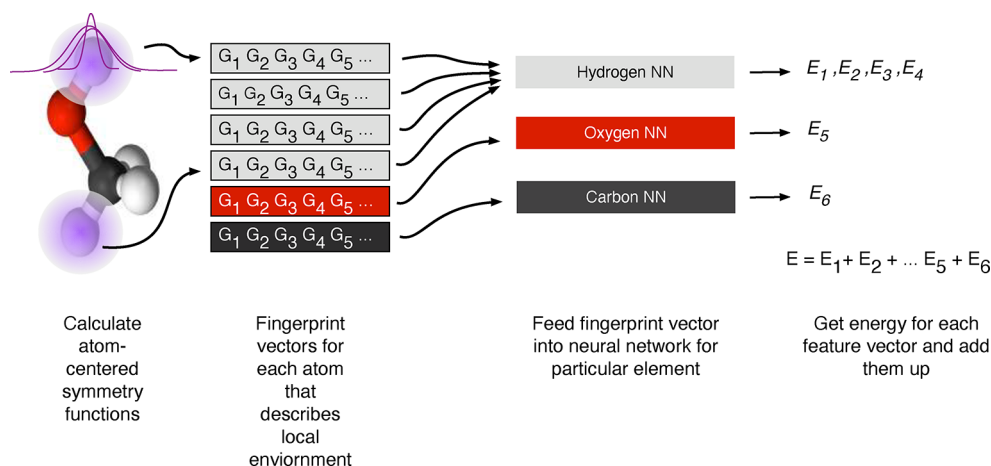 G1 G2 G3 G4 G5 ...
G1 G2 G3 G4 G5 ...
G1 G2 G3 G4 G5 ...
G1 G2 G3 G4 G5 ...
G1 G2 G3 G4 G5 ...
G1 G2 G3 G4 G5 ...
Hydrogen NN
Oxygen NN
Carbon NN
E1 ,E2 ,E3 ,E4
E5
E6
E = E1+ E2 + ... E5 + E6
Calculate
atom-
centered
symmetry
functions
Fingerprint
vectors for
each atom
that
describes
local
enviornment
Feed fingerprint vector
into neural network for
particular element
Get energy for each
feature vector and add
them up